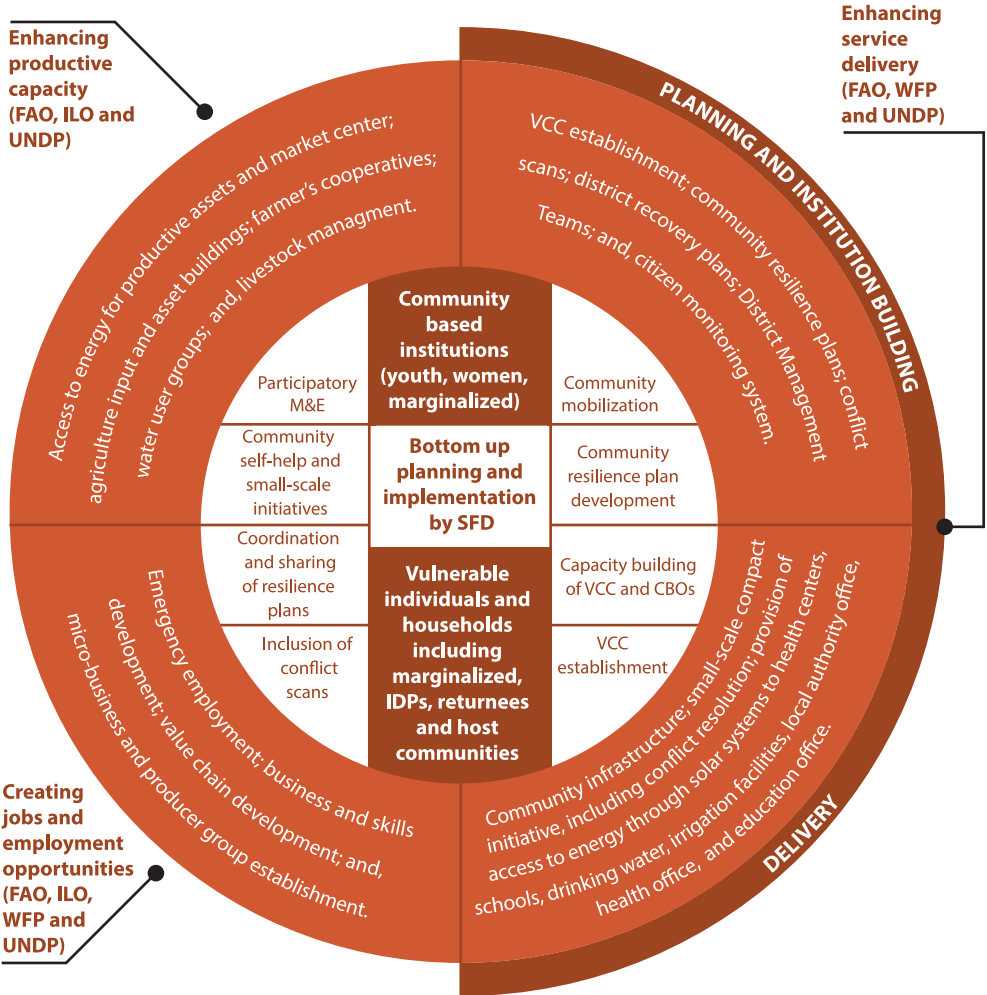 Enhancing
productive
capacity
(FAO, ILO and
UNDP)
Enhancing
service
delivery
(FAO, WFP
and UNDP)
PLANNING AND INSTITUTION BUILDING
Access to energy for productive assets and market center;
agriculture input and asset buildings; farmer's cooperatives;
water user groups; and, livestock managment.
VCC establishment; community resilience plans; conflict
scans; district recovery plans; District Management
Teams; and, citizen monitoring system.
Community
based
institutions
(youth, women,
marginalized)
Participatory
M&E
Community
mobilization
Community
self-help and
small-scale
initiatives
Bottom up
planning and
implementation
by SFD
Community
resilience plan
development
Coordination
and sharing
of resilience
plans
Vulnerable
individuals and
households
including
marginalized,
IDPs, returnees
and host
communities
Capacity building
of VCC and CBOs
Inclusion of
conflict
scans
VCC
establishment
Emergency employment; business and skills
development; value chain development; and,
micro-business and producer group establishment.
Community infrastructure; small-scale compact
initiative, including conflict resolution; provision of
access to energy through solar systems to health centers,
schools, drinking water, irrigation facilities, local authority office,
health office, and education office.
DELIVERY
Creating
jobs and
employment
opportunities
(FAO, ILO,
WFP and
UNDP)